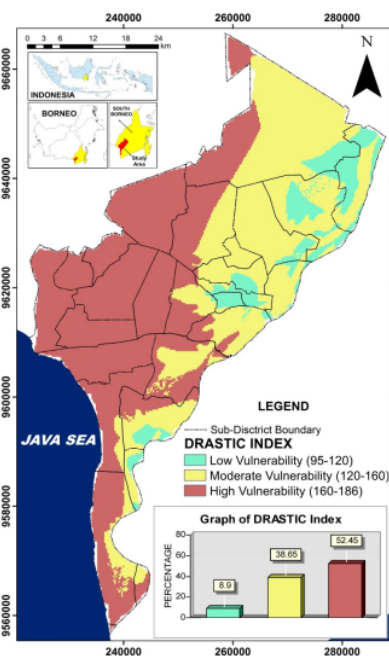 240000 260000 280000
0 3 6 12 18 24
km
N
INDONESIA
BORNEO
SOUTH
BORNEO
Study
Area
9660000
9640000
9620000
9600000
9580000
9560000
JAVA SEA
LEGEND
Sub-Disctrict Boundary
DRASTIC INDEX
Low Vulnerability (95-120)
Moderate Vulnerability (120-160)
High Vulnerability (160-186)
Graph of DRASTIC Index
PERCENTAGE
80
60
40
20
0
8.9
38.65
52.45
240000 260000 280000